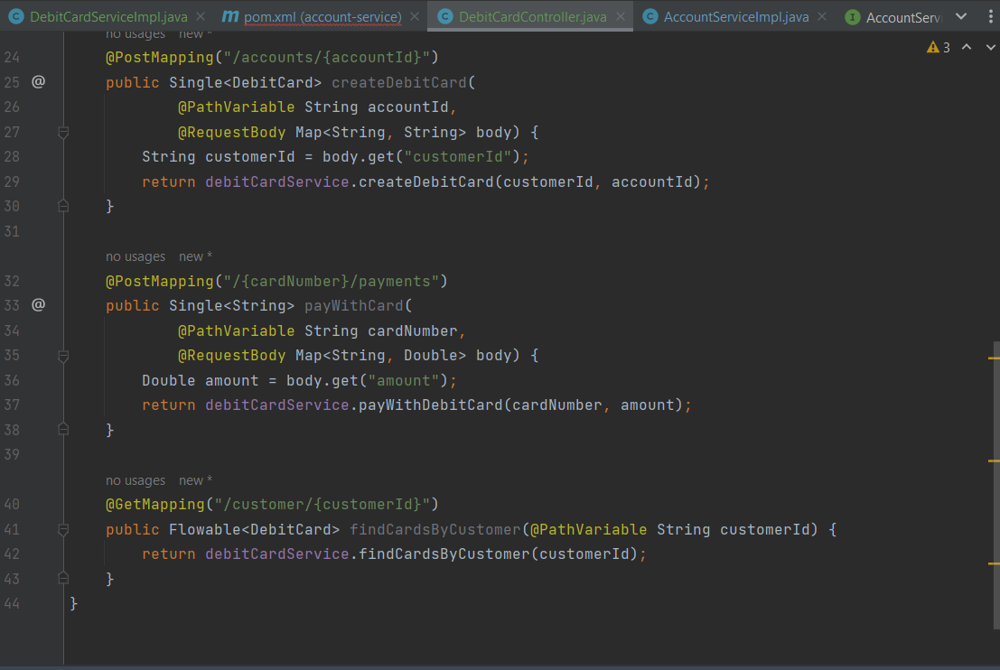 DebitCardServiceImpl.java pom.xml (account-service) DebitCardController.java AccountServiceImpl.java AccountServ
no usages new *
24 @PostMapping("/accounts/{accountId}")
3
25 @ public Single<DebitCard> createDebitCard(
26 @PathVariable String accountId,
27 @RequestBody Map<String, String> body) {
28 String customerId = body.get("customerId");
29 return debitCardService.createDebitCard(customerId, accountId);
30 }
31
no usages new *
32 @PostMapping("/{cardNumber}/payments")
33 @ public Single<String> payWithCard(
34 @PathVariable String cardNumber,
35 @RequestBody Map<String, Double> body) {
36 Double amount = body.get("amount");
37 return debitCardService.payWithDebitCard(cardNumber, amount);
38 }
39
no usages new *
40 @GetMapping("/customer/{customerId}")
41 public Flowable<DebitCard> findCardsByCustomer(@PathVariable String customerId) {
42 return debitCardService.findCardsByCustomer(customerId);
43 }
44 }